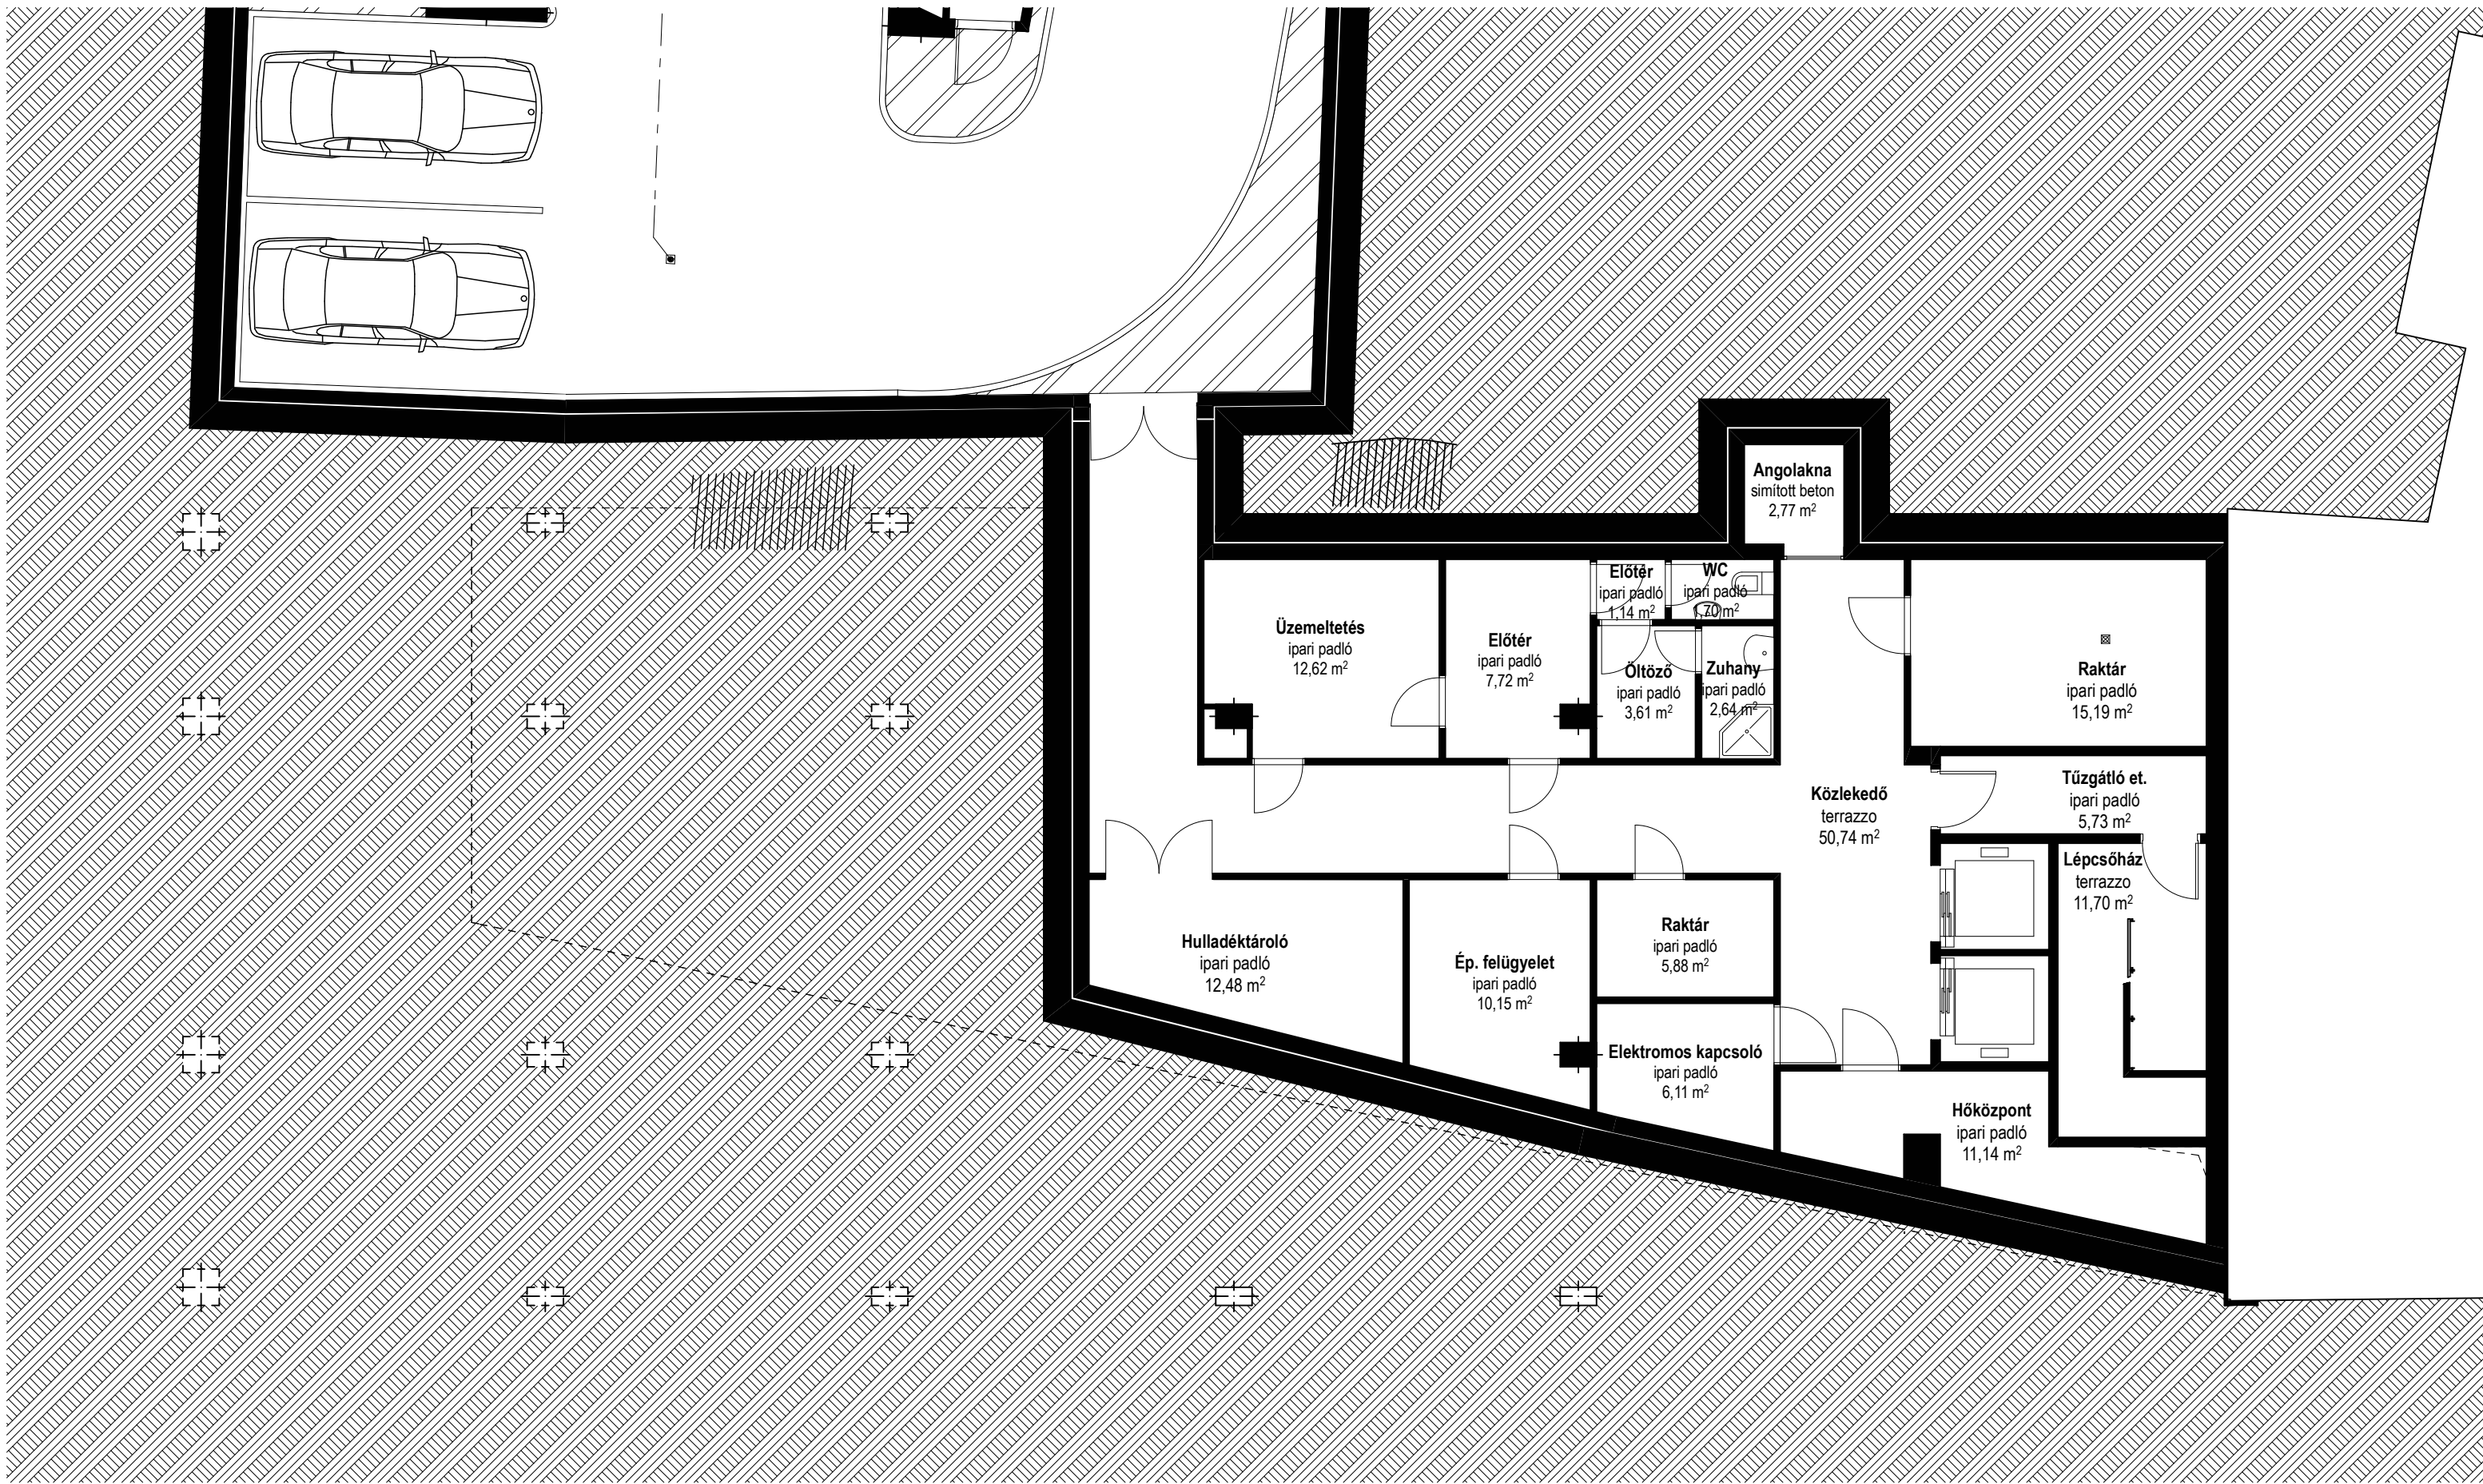 Angolakna
simított beton
2,77 m²
Előtér
ipari padló
1,14 m²
WC
ipari padló
1,70 m²
Üzemeltetés
ipari padló
12,62 m²
Előtér
ipari padló
7,72 m²
Öltöző
ipari padló
3,61 m²
Zuhany
ipari padló
2,64 m²
Raktár
ipari padló
15,19 m²
Közlekedő
terrazzo
50,74 m²
Tűzgátló et.
ipari padló
5,73 m²
Lépcsőház
terrazzo
11,70 m²
Hulladéktároló
ipari padló
12,48 m²
Ép. felügyelet
ipari padló
10,15 m²
Raktár
ipari padló
5,88 m²
Elektromos kapcsoló
ipari padló
6,11 m²
Hőközpont
ipari padló
11,14 m²